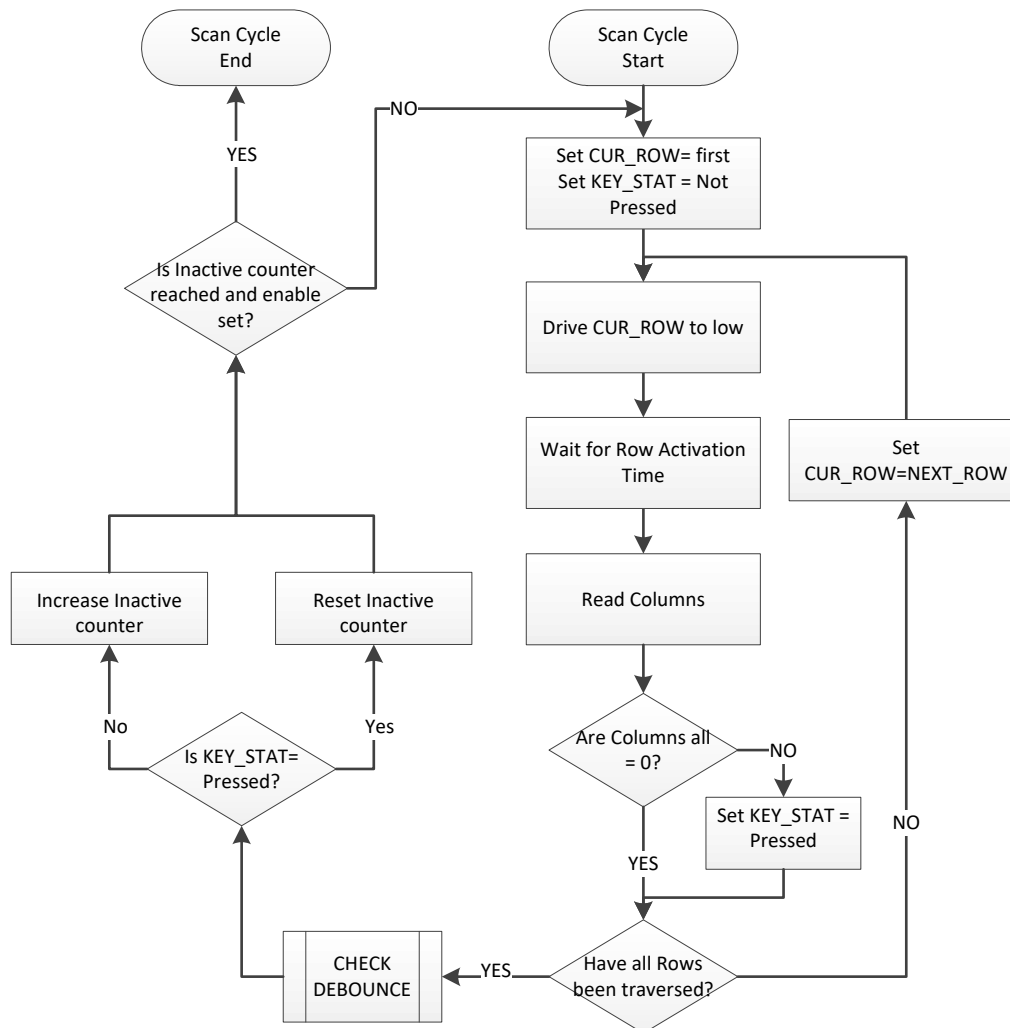 Scan Cycle
End
Scan Cycle
Start
NO
YES
Set CUR_ROW= first
Set KEY_STAT = Not
Pressed
Is Inactive counter
reached and enable
set?
Drive CUR_ROW to low
Wait for Row Activation
Time
Set
CUR_ROW=NEXT_ROW
Increase Inactive
counter
Reset Inactive
counter
Read Columns
No
Yes
Is KEY_STAT=
Pressed?
Are Columns all
= 0?
NO
Set KEY_STAT =
Pressed
NO
YES
CHECK
DEBOUNCE
YES
Have all Rows
been traversed?